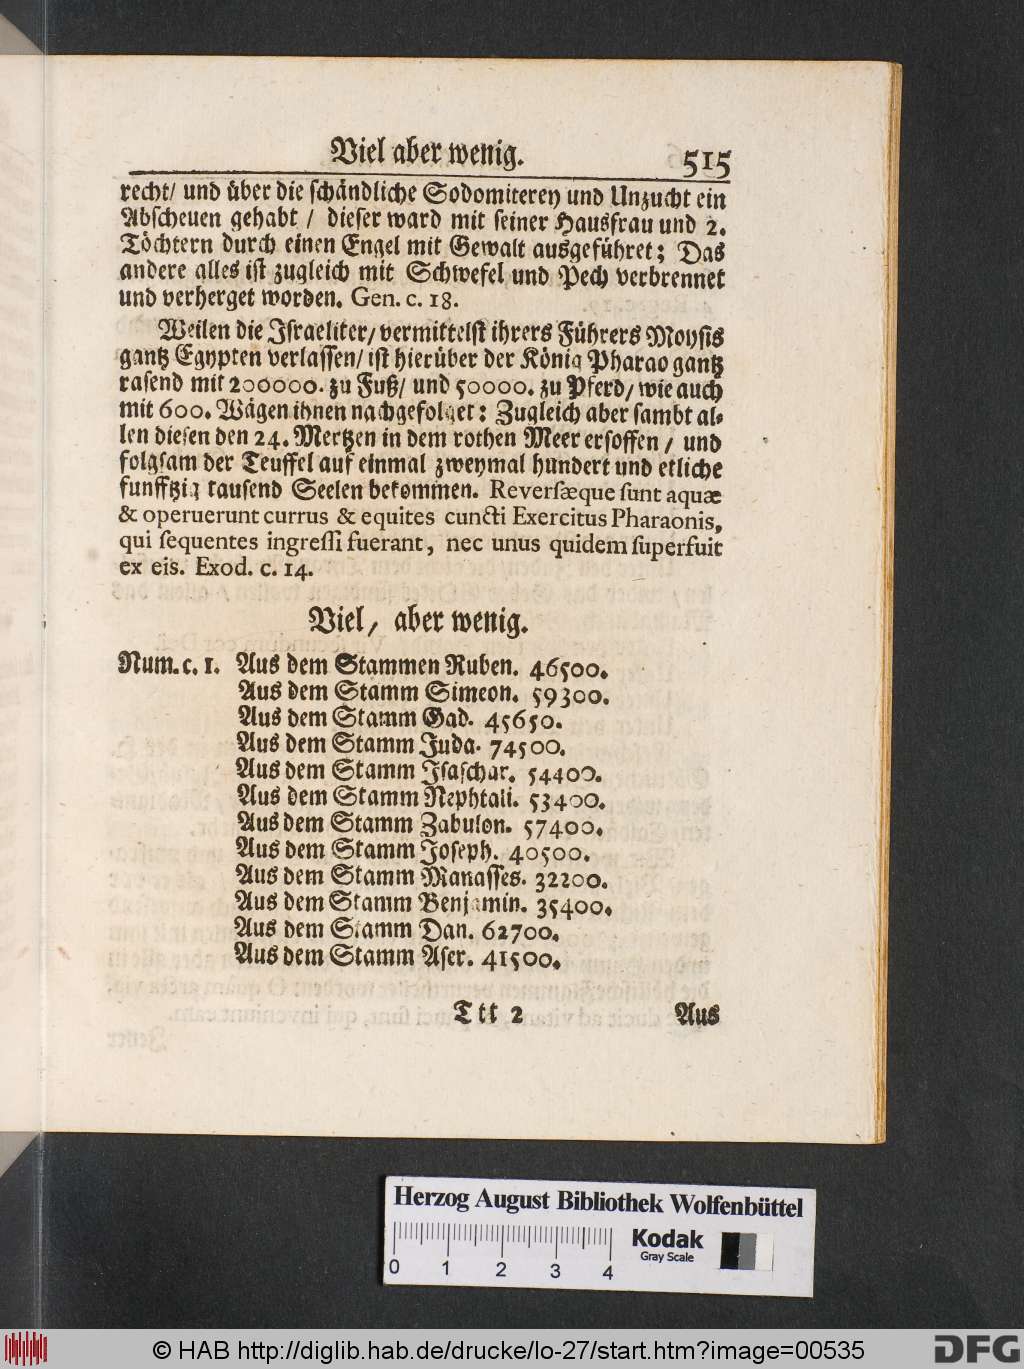 Viel aber wenig. 515
recht/ und über die schändliche Sodomiterey und Unzucht ein
Abscheuen gehabt / dieser ward mit seiner Hausfrau und 2.
Töchtern durch einen Engel mit Gewalt ausgeführet; Das
andere alles ist zugleich mit Schwefel und Pech verbrennet
und verherget worden. Gen. c. 18.
Weilen die Israeliter/ vermittelst ihrers Führers Moysis
gantz Egypten verlassen/ ist hierüber der König Pharao gantz
rasend mit 200000. zu Fuß/ und 50000. zu Pferd/ wie auch
mit 600. Wägen ihnen nachgefolget: Zugleich aber sambt al-
len diesen den 24. Mertzen in dem rothen Meer ersoffen / und
folgsam der Teuffel auf einmal zweymal hundert und etliche
funfftzig tausend Seelen bekommen. Reversæque sunt aquæ
& operuerunt currus & equites cuncti Exercitus Pharaonis,
qui sequentes ingressi fuerant, nec unus quidem superfuit
ex eis. Exod. c. 14.
Viel, aber wenig.
Num. c. 1. Aus dem Stammen Ruben. 46500.
Aus dem Stamm Simeon. 59300.
Aus dem Stamm Gad. 45650.
Aus dem Stamm Juda. 74500.
Aus dem Stamm Isaschar. 54400.
Aus dem Stamm Nephtali. 53400.
Aus dem Stamm Zabulon. 57400.
Aus dem Stamm Joseph. 40500.
Aus dem Stamm Manasses. 32200.
Aus dem Stamm Benjamin. 35400.
Aus dem Stamm Dan. 62700.
Aus dem Stamm Aser. 41500.
Ttt 2 Aus
Herzog August Bibliothek Wolfenbüttel
Kodak
Gray Scale
0 1 2 3 4
© HAB http://diglib.hab.de/drucke/lo-27/start.htm?image=00535
DFG